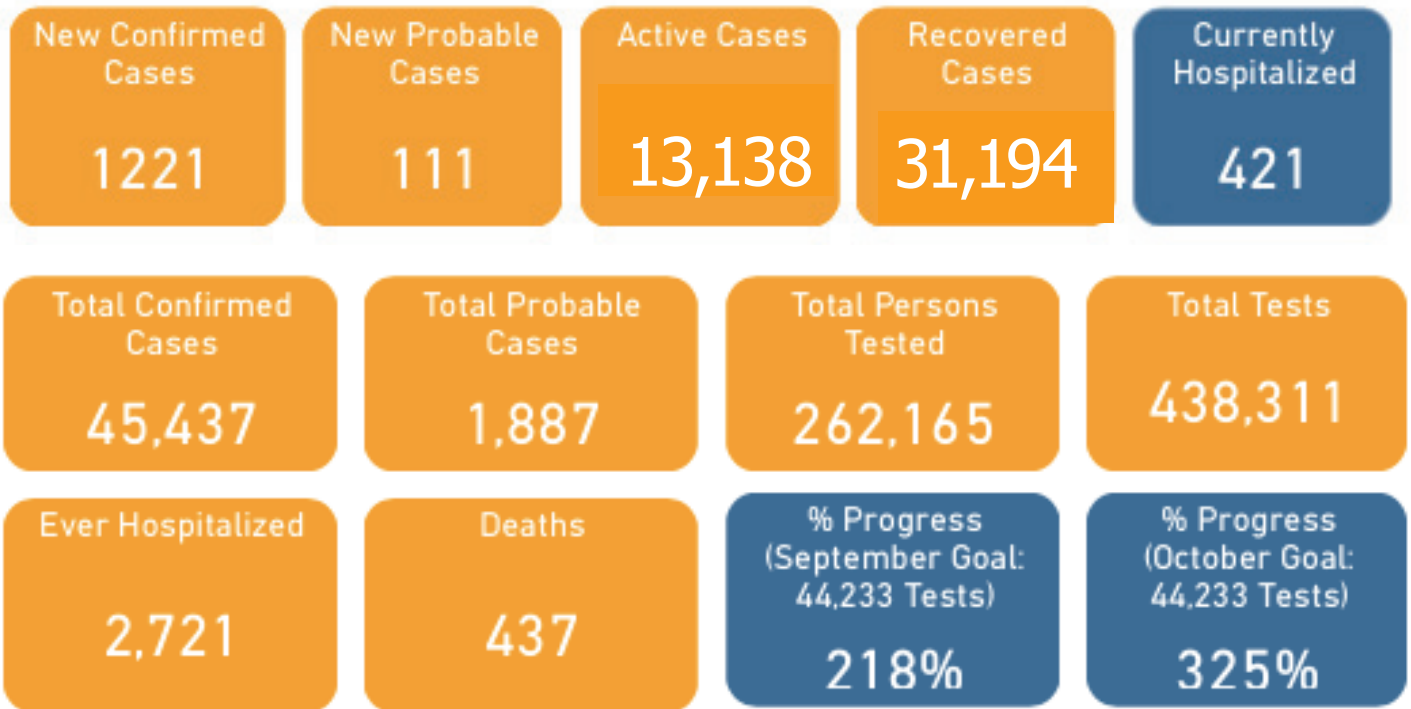 New Confirmed
Cases
1221
New Probable
Cases
111
Active Cases
13,138
Recovered
Cases
31,194
Currently
Hospitalized
421
Total Confirmed
Cases
45,437
Total Probable
Cases
1,887
Total Persons
Tested
262,165
Total Tests
438,311
Ever Hospitalized
2,721
Deaths
437
% Progress
(September Goal:
44,233 Tests)
218%
% Progress
(October Goal:
44,233 Tests)
325%